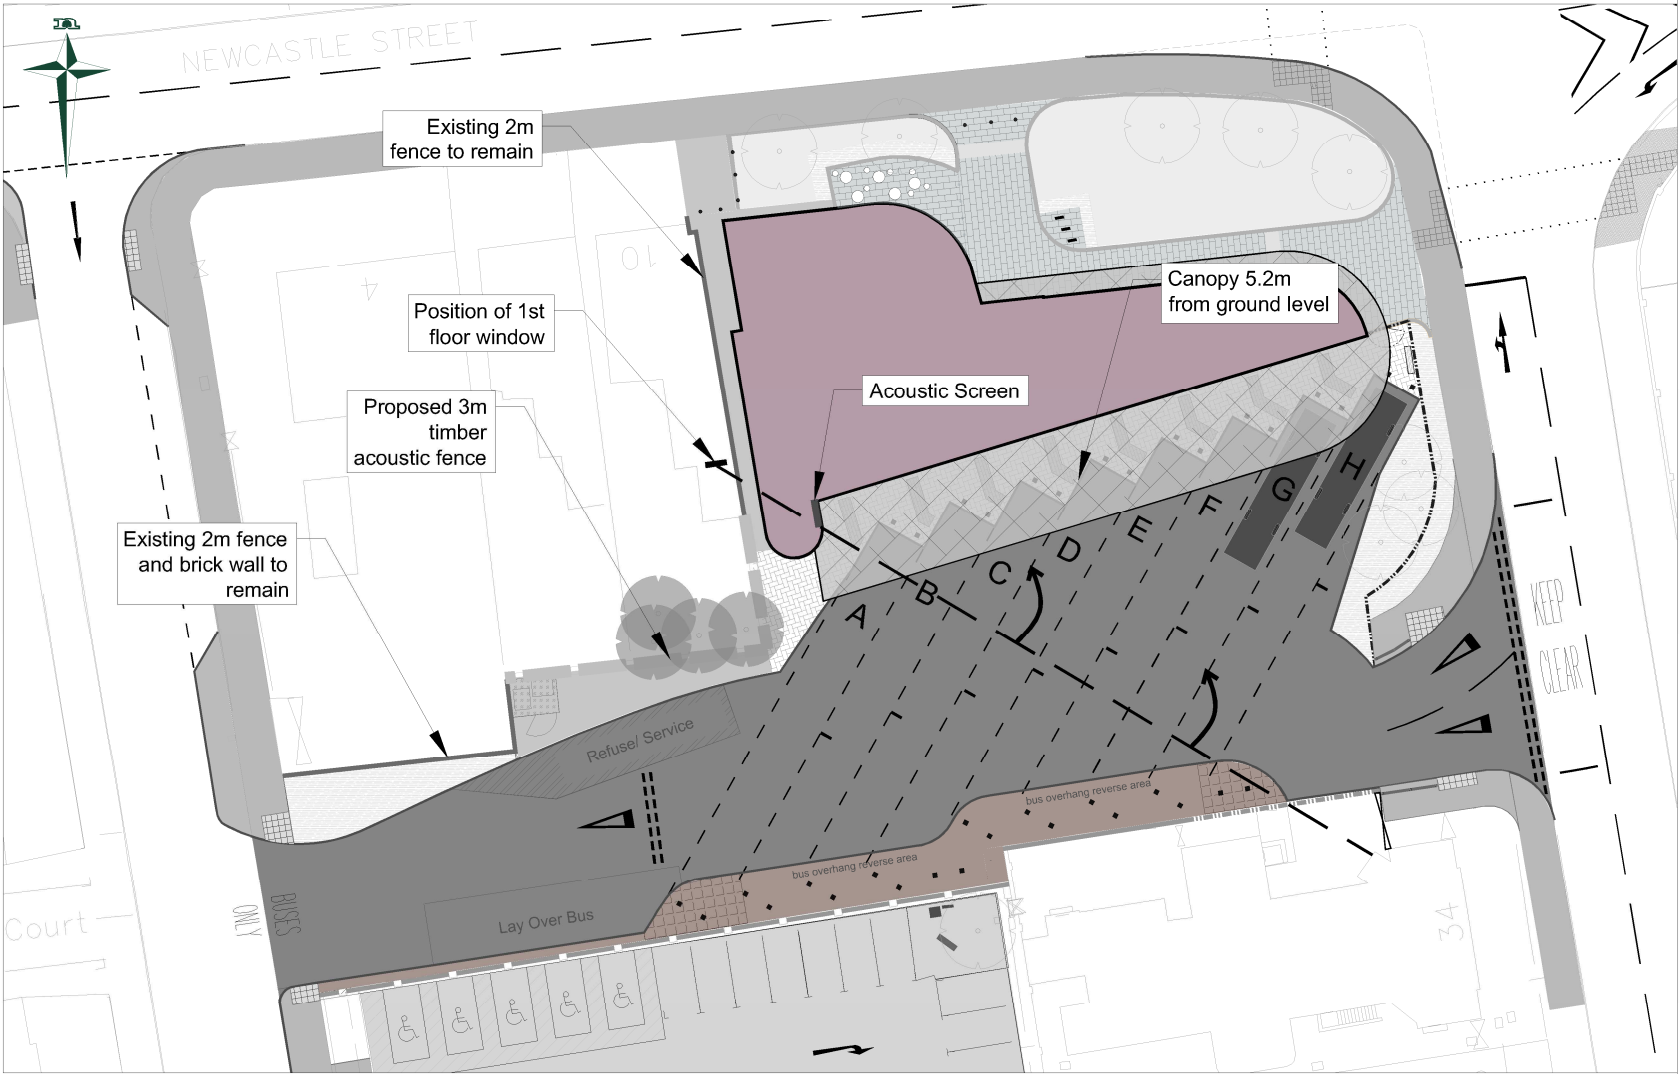 n
NEWCASTLE STREET
Existing 2m
fence to remain
10
4
Canopy 5.2m
from ground level
Position of 1st
floor window
Acoustic Screen
Proposed 3m
timber
acoustic fence
H
G
F
E
D
C
B
A
Existing 2m fence
and brick wall to
remain
KEEP
CLEAR
Refuse/ Service
bus overhang reverse area
bus overhang reverse area
BUSES
ONLY
Lay Over Bus
Court
34